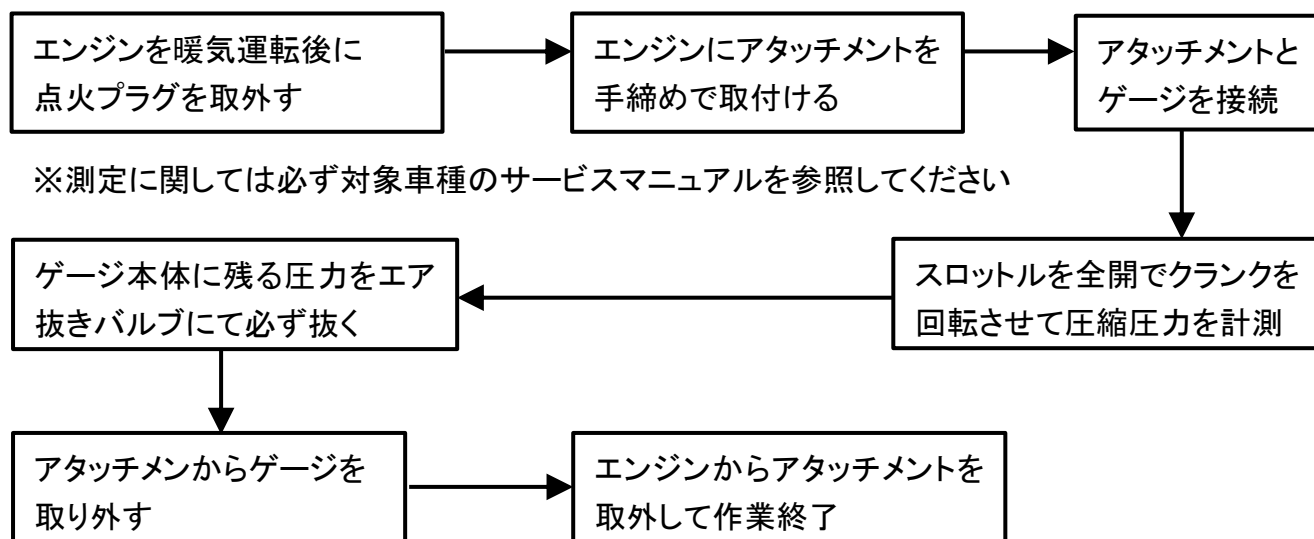 エンジンを暖気運転後に
点火プラグを取外す
エンジンにアタッチメントを
手締めで取付ける
アタッチメントと
ゲージを接続
※測定に関しては必ず対象車種のサービスマニュアルを参照してください
スロットルを全開でクランクを
回転させて圧縮圧力を計測
ゲージ本体に残る圧力をエア
抜きバルブにて必ず抜く
アタッチメンからゲージを
取り外す
エンジンからアタッチメントを
取外して作業終了